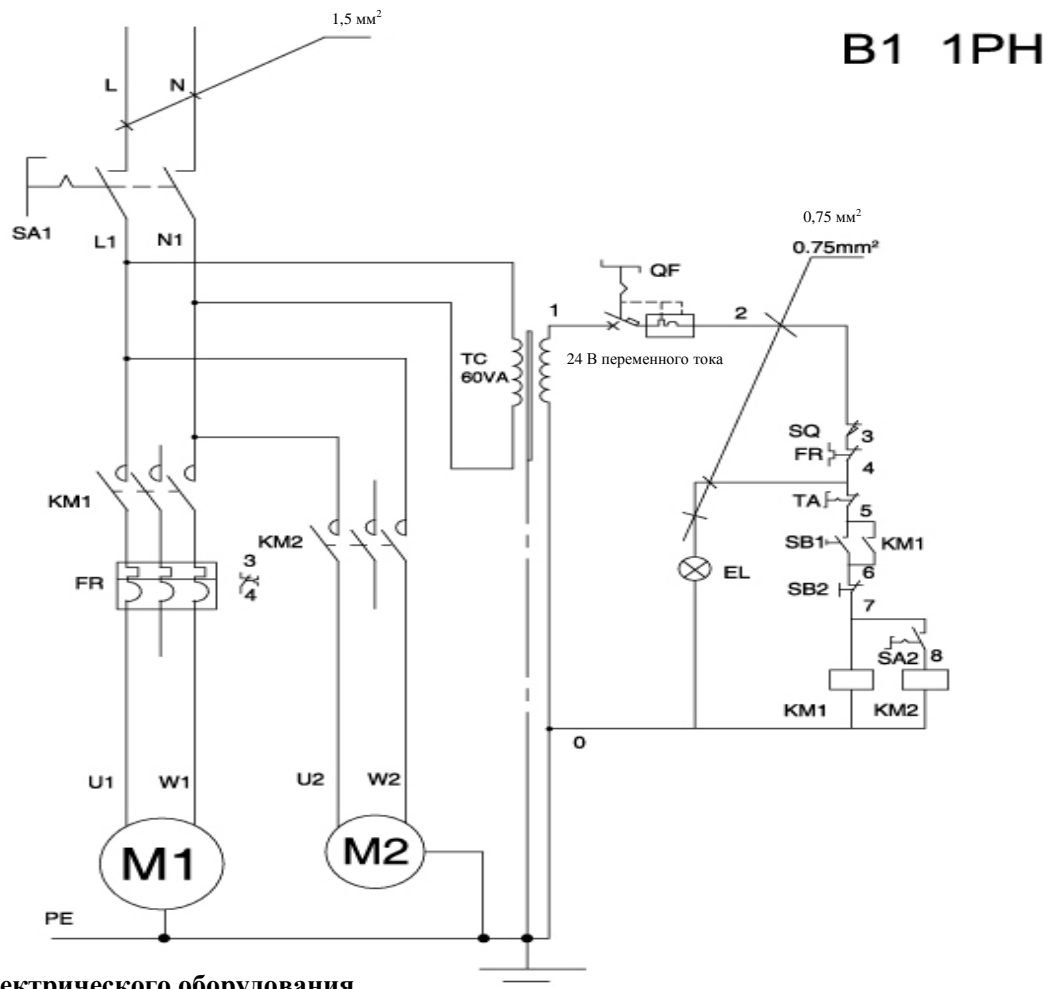 1,5 мм²
B1 1PH
L
N
0,75 мм²
0.75mm²
SA1
L1
N1
QF
1
2
24 В переменного тока
TC
60VA
SQ
3
FR
4
TA
5
KM1
SB1
KM1
6
KM2
SB2
7
FR
3
4
EL
SA2
8
KM1
KM2
0
U1
W1
U2
W2
M1
M2
PE
ектрического оборудования